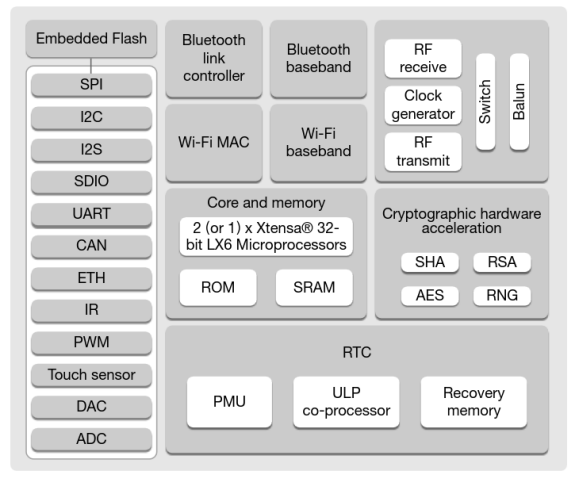 Embedded Flash
SPI
I2C
I2S
SDIO
UART
CAN
ETH
IR
PWM
Touch sensor
DAC
ADC
Bluetooth
link
controller
Bluetooth
baseband
Wi-Fi MAC
Wi-Fi
baseband
RF
receive
Clock
generator
RF
transmit
Switch
Balun
Core and memory
2 (or 1) x Xtensa® 32-
bit LX6 Microprocessors
ROM
SRAM
Cryptographic hardware
acceleration
SHA
RSA
AES
RNG
RTC
PMU
ULP
co-processor
Recovery
memory